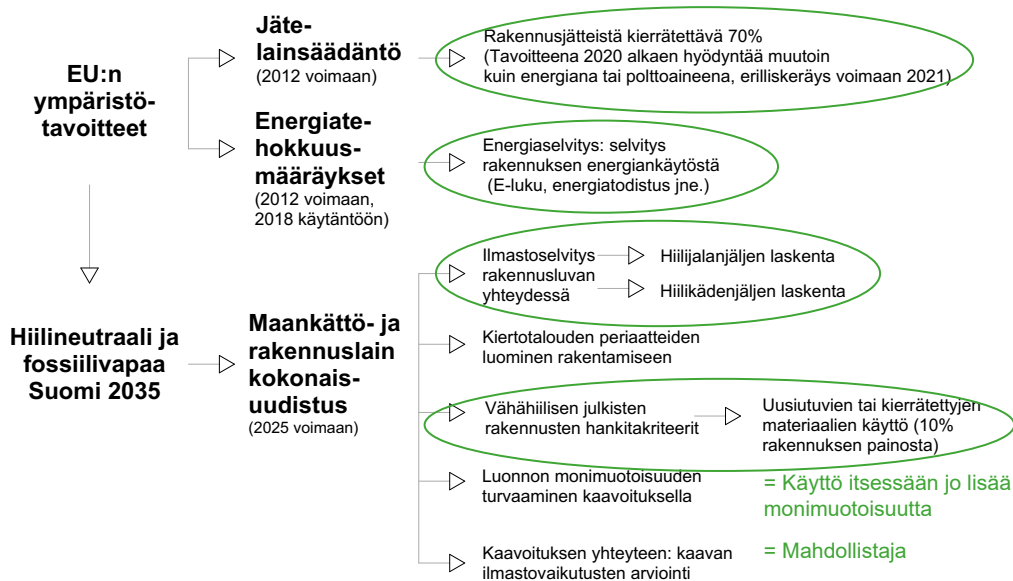 EU:n
ympäristö-
tavoitteet
Jäte-
lainsäädäntö
(2012 voimaan)
Rakennusjätteistä kierrätettävä 70%
(Tavoitteena 2020 alkaen hyödyntää muutoin
kuin energiana tai polttoaineena, erilliskeräys voimaan 2021)
Energiate-
hokkuus-
määräykset
(2012 voimaan,
2018 käytäntöön)
Energiaselvitys: selvitys
rakennuksen energiankäytöstä
(E-luku, energiatodistus jne.)
Hiilineutraali ja
fossiilivapaa
Suomi 2035
Maankättö- ja
rakennuslain
kokonais-
uudistus
(2025 voimaan)
Ilmastoselvitys
rakennusluvan
yhteydessä
Hiilijalanjäljen laskenta
Hiilikädenjäljen laskenta
Kiertotalouden periaatteiden
luominen rakentamiseen
Vähähiilisen julkisten
rakennusten hankitakriteerit
Uusiutuvien tai kierrätettyjen
materiaalien käyttö (10%
rakennuksen painosta)
Luonnon monimuotoisuuden
turvaaminen kaavoituksella
= Käyttö itsessään jo lisää
monimuotoisuutta
Kaavoituksen yhteyteen: kaavan
ilmastovaikutusten arviointi
= Mahdollistaja